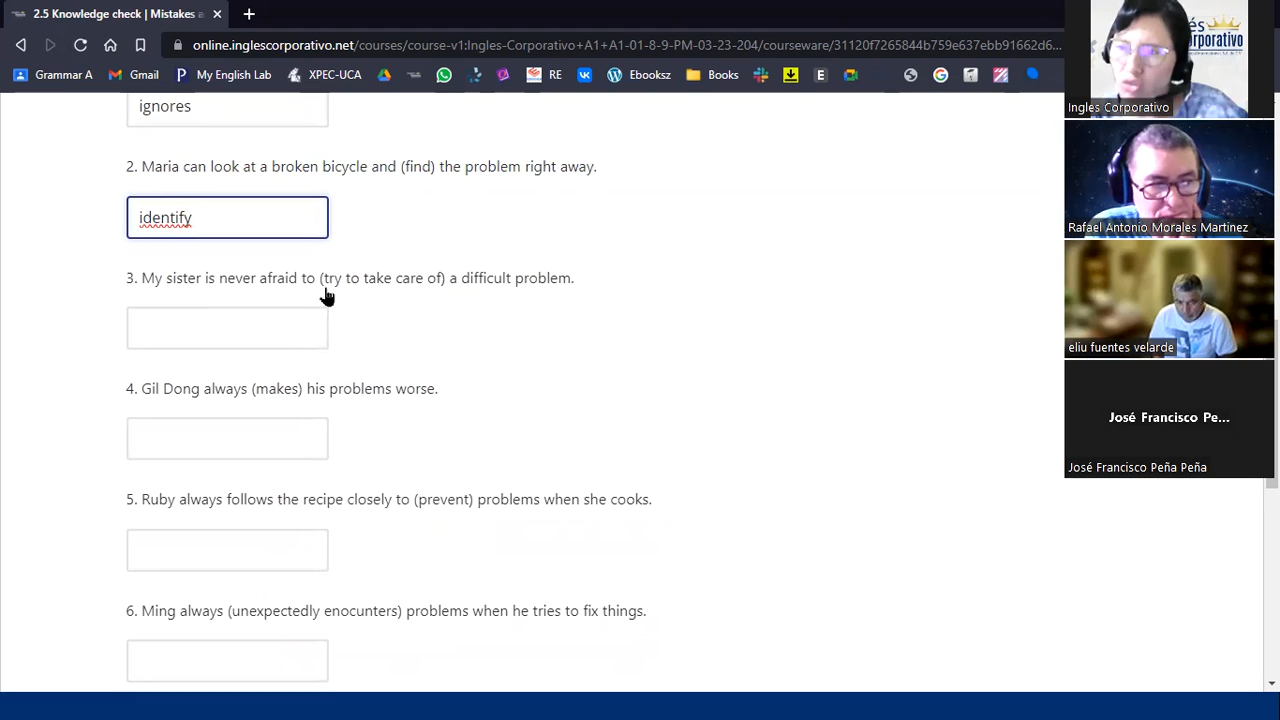 2.5 Knowledge check | Mistakes a
online.inglescorporativo.net/courses/course-v1:Ingles-Corporativo+A1+A1-01-8-9-PM-03-23-204/courseware/31120f7265844b759e637ebb91662d6...
Grammar A
Gmail
My English Lab
XPEC-UCA
RE
Ebooksz
Books
E
és
rporativo
Ingles Corporativo
Rafael Antonio Morales Martinez
eliu fuentes velarde
José Francisco Pe...
José Francisco Peña Peña
ignores
2. Maria can look at a broken bicycle and (find) the problem right away.
identify
3. My sister is never afraid to (try to take care of) a difficult problem.
4. Gil Dong always (makes) his problems worse.
5. Ruby always follows the recipe closely to (prevent) problems when she cooks.
6. Ming always (unexpectedly enocunters) problems when he tries to fix things.